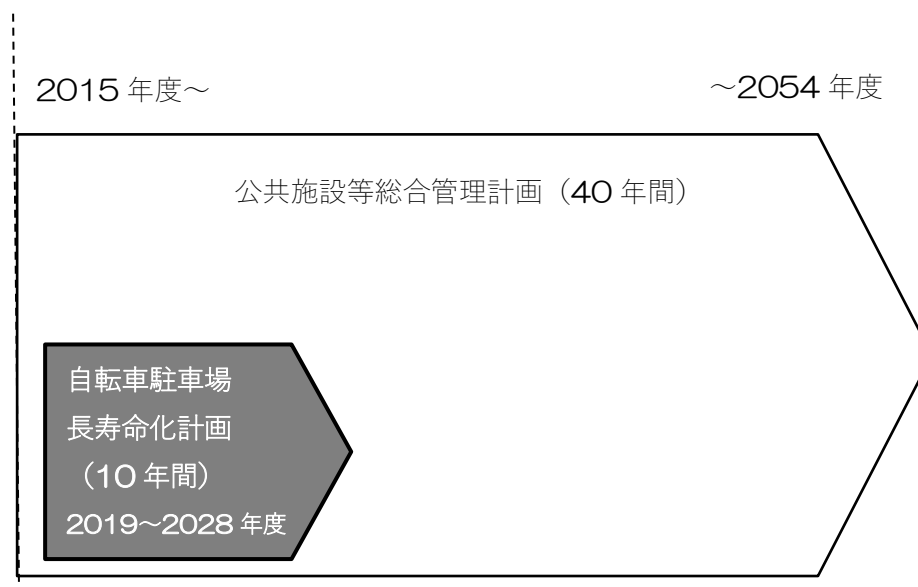 2015 年度～
～2054 年度
公共施設等総合管理計画（40 年間）
自転車駐車場
長寿命化計画
（10 年間）
2019～2028 年度